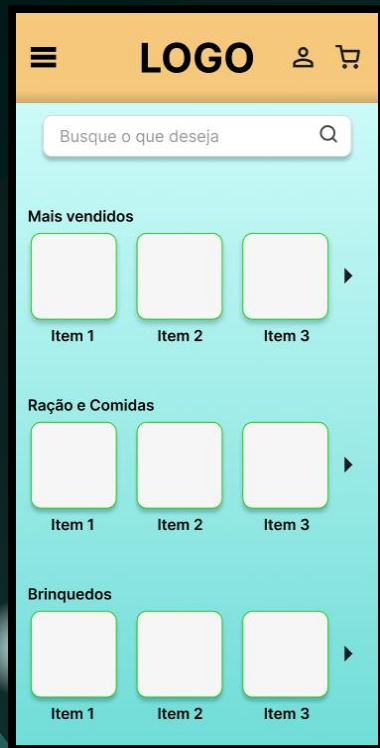 LOGO
Busque o que deseja
Mais vendidos
Item 1 Item 2 Item 3
Ração e Comidas
Item 1 Item 2 Item 3
Brinquedos
Item 1 Item 2 Item 3